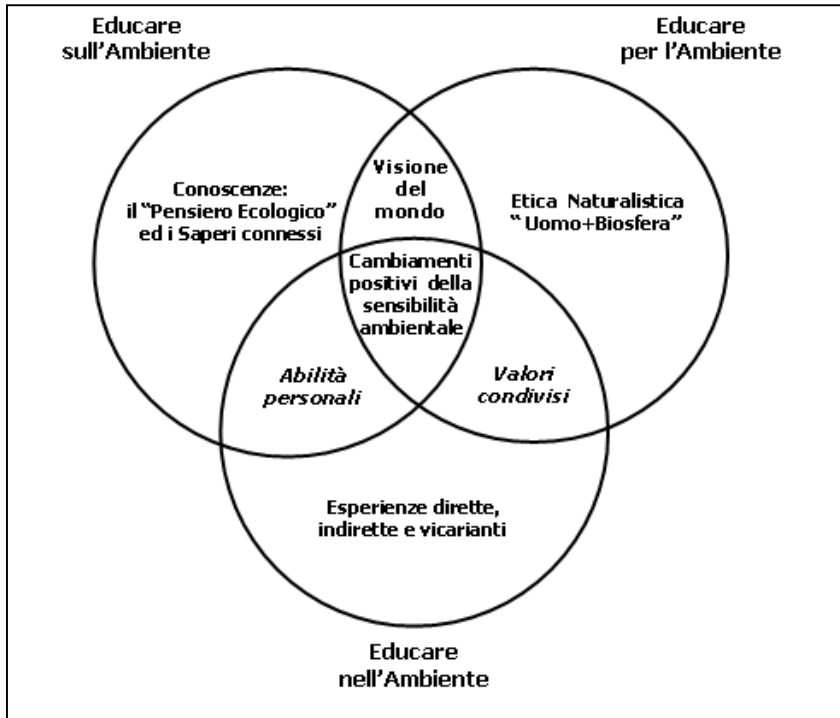 Educare
sull'Ambiente
Educare
per l'Ambiente
Visione
del
mondo
Conoscenze:
il "Pensiero Ecologico"
ed i Saperi connessi
Etica Naturalistica
"Uomo+Biosfera"
Cambiamenti
positivi della
sensibilità
ambientale
Abilità
personali
Valori
condivisi
Esperienze dirette,
indirette e vicarianti
Educare
nell'Ambiente